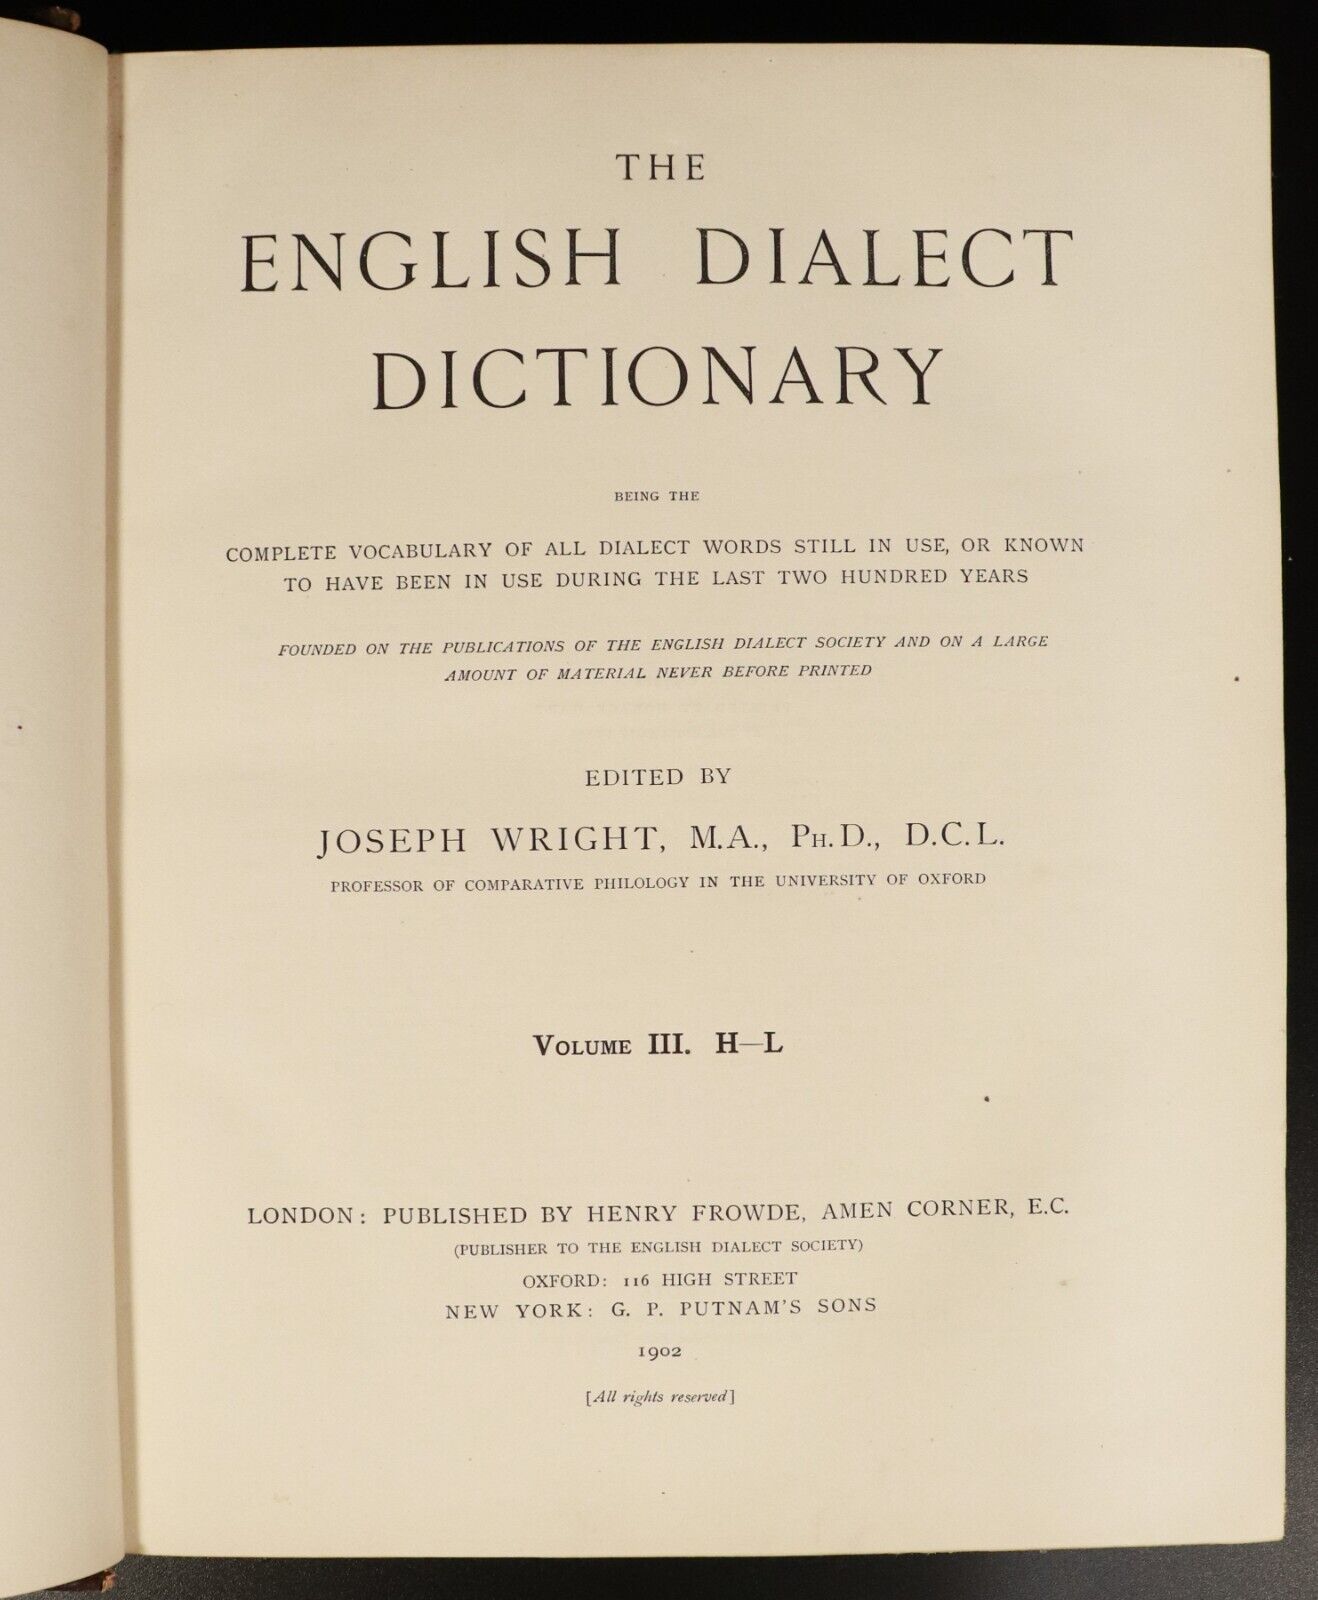 THE
ENGLISH DIALECT
DICTIONARY
BEING THE
COMPLETE VOCABULARY OF ALL DIALECT WORDS STILL IN USE, OR KNOWN
TO HAVE BEEN IN USE DURING THE LAST TWO HUNDRED YEARS
FOUNDED ON THE PUBLICATIONS OF THE ENGLISH DIALECT SOCIETY AND ON A LARGE
AMOUNT OF MATERIAL NEVER BEFORE PRINTED
EDITED BY
JOSEPH WRIGHT, M.A., PH.D., D.C.L.
PROFESSOR OF COMPARATIVE PHILOLOGY IN THE UNIVERSITY OF OXFORD
VOLUME III. H—L
LONDON: PUBLISHED BY HENRY FROWDE, AMEN CORNER, E.C.
(PUBLISHER TO THE ENGLISH DIALECT SOCIETY)
OXFORD: 116 HIGH STREET
NEW YORK: G. P. PUTNAM'S SONS
1902
[All rights reserved]